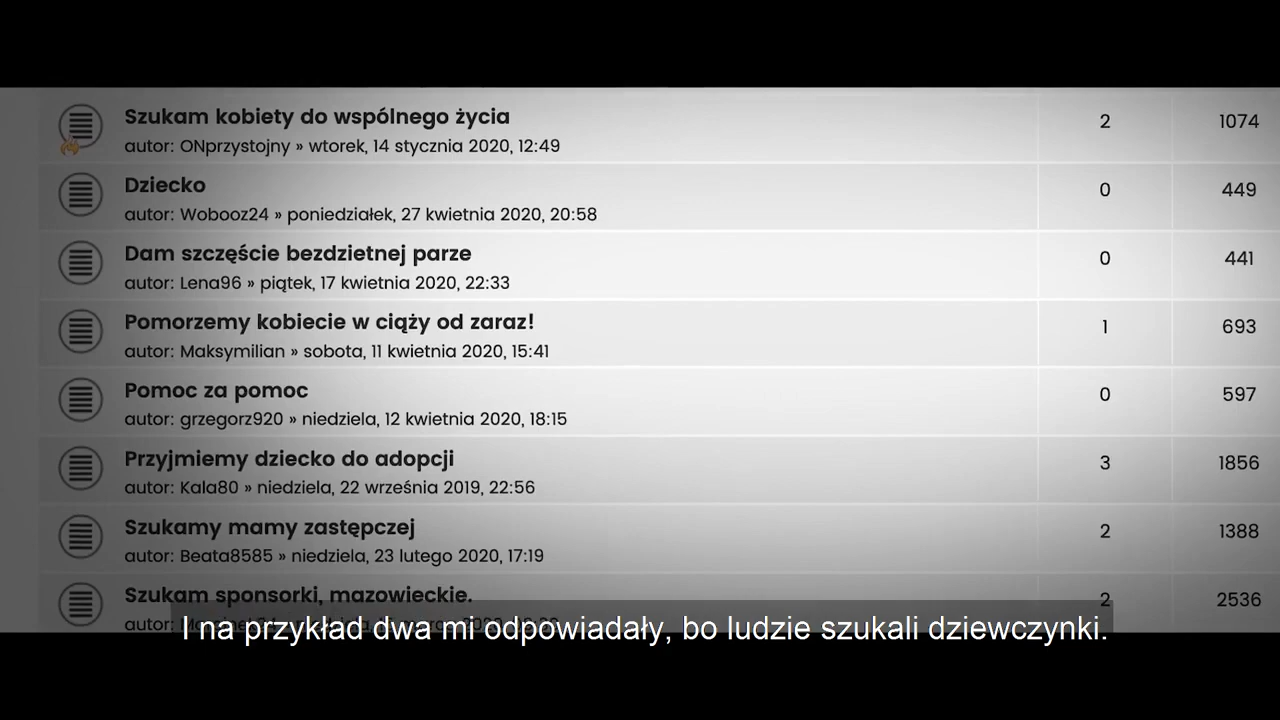 Szukam kobiety do wspólnego życia
2 1074
autor: ONprzystojny » wtorek, 14 stycznia 2020, 12:49
Dziecko
0 449
autor: Wobooz24 » poniedziałek, 27 kwietnia 2020, 20:58
Dam szczęście bezdzietnej parze
0 441
autor: Lena96 » piątek, 17 kwietnia 2020, 22:33
Pomorzemy kobiecie w ciąży od zaraz!
1 693
autor: Maksymilian » sobota, 11 kwietnia 2020, 15:41
Pomoc za pomoc
0 597
autor: grzegorz920 » niedziela, 12 kwietnia 2020, 18:15
Przyjmiemy dziecko do adopcji
3 1856
autor: Kala80 » niedziela, 22 września 2019, 22:56
Szukamy mamy zastępczej
2 1388
autor: Beata8585 » niedziela, 23 lutego 2020, 17:19
Szukam sponsorki, mazowieckie.
2 2536
autor:
I na przykład dwa mi odpowiadały, bo ludzie szukali dziewczynki.